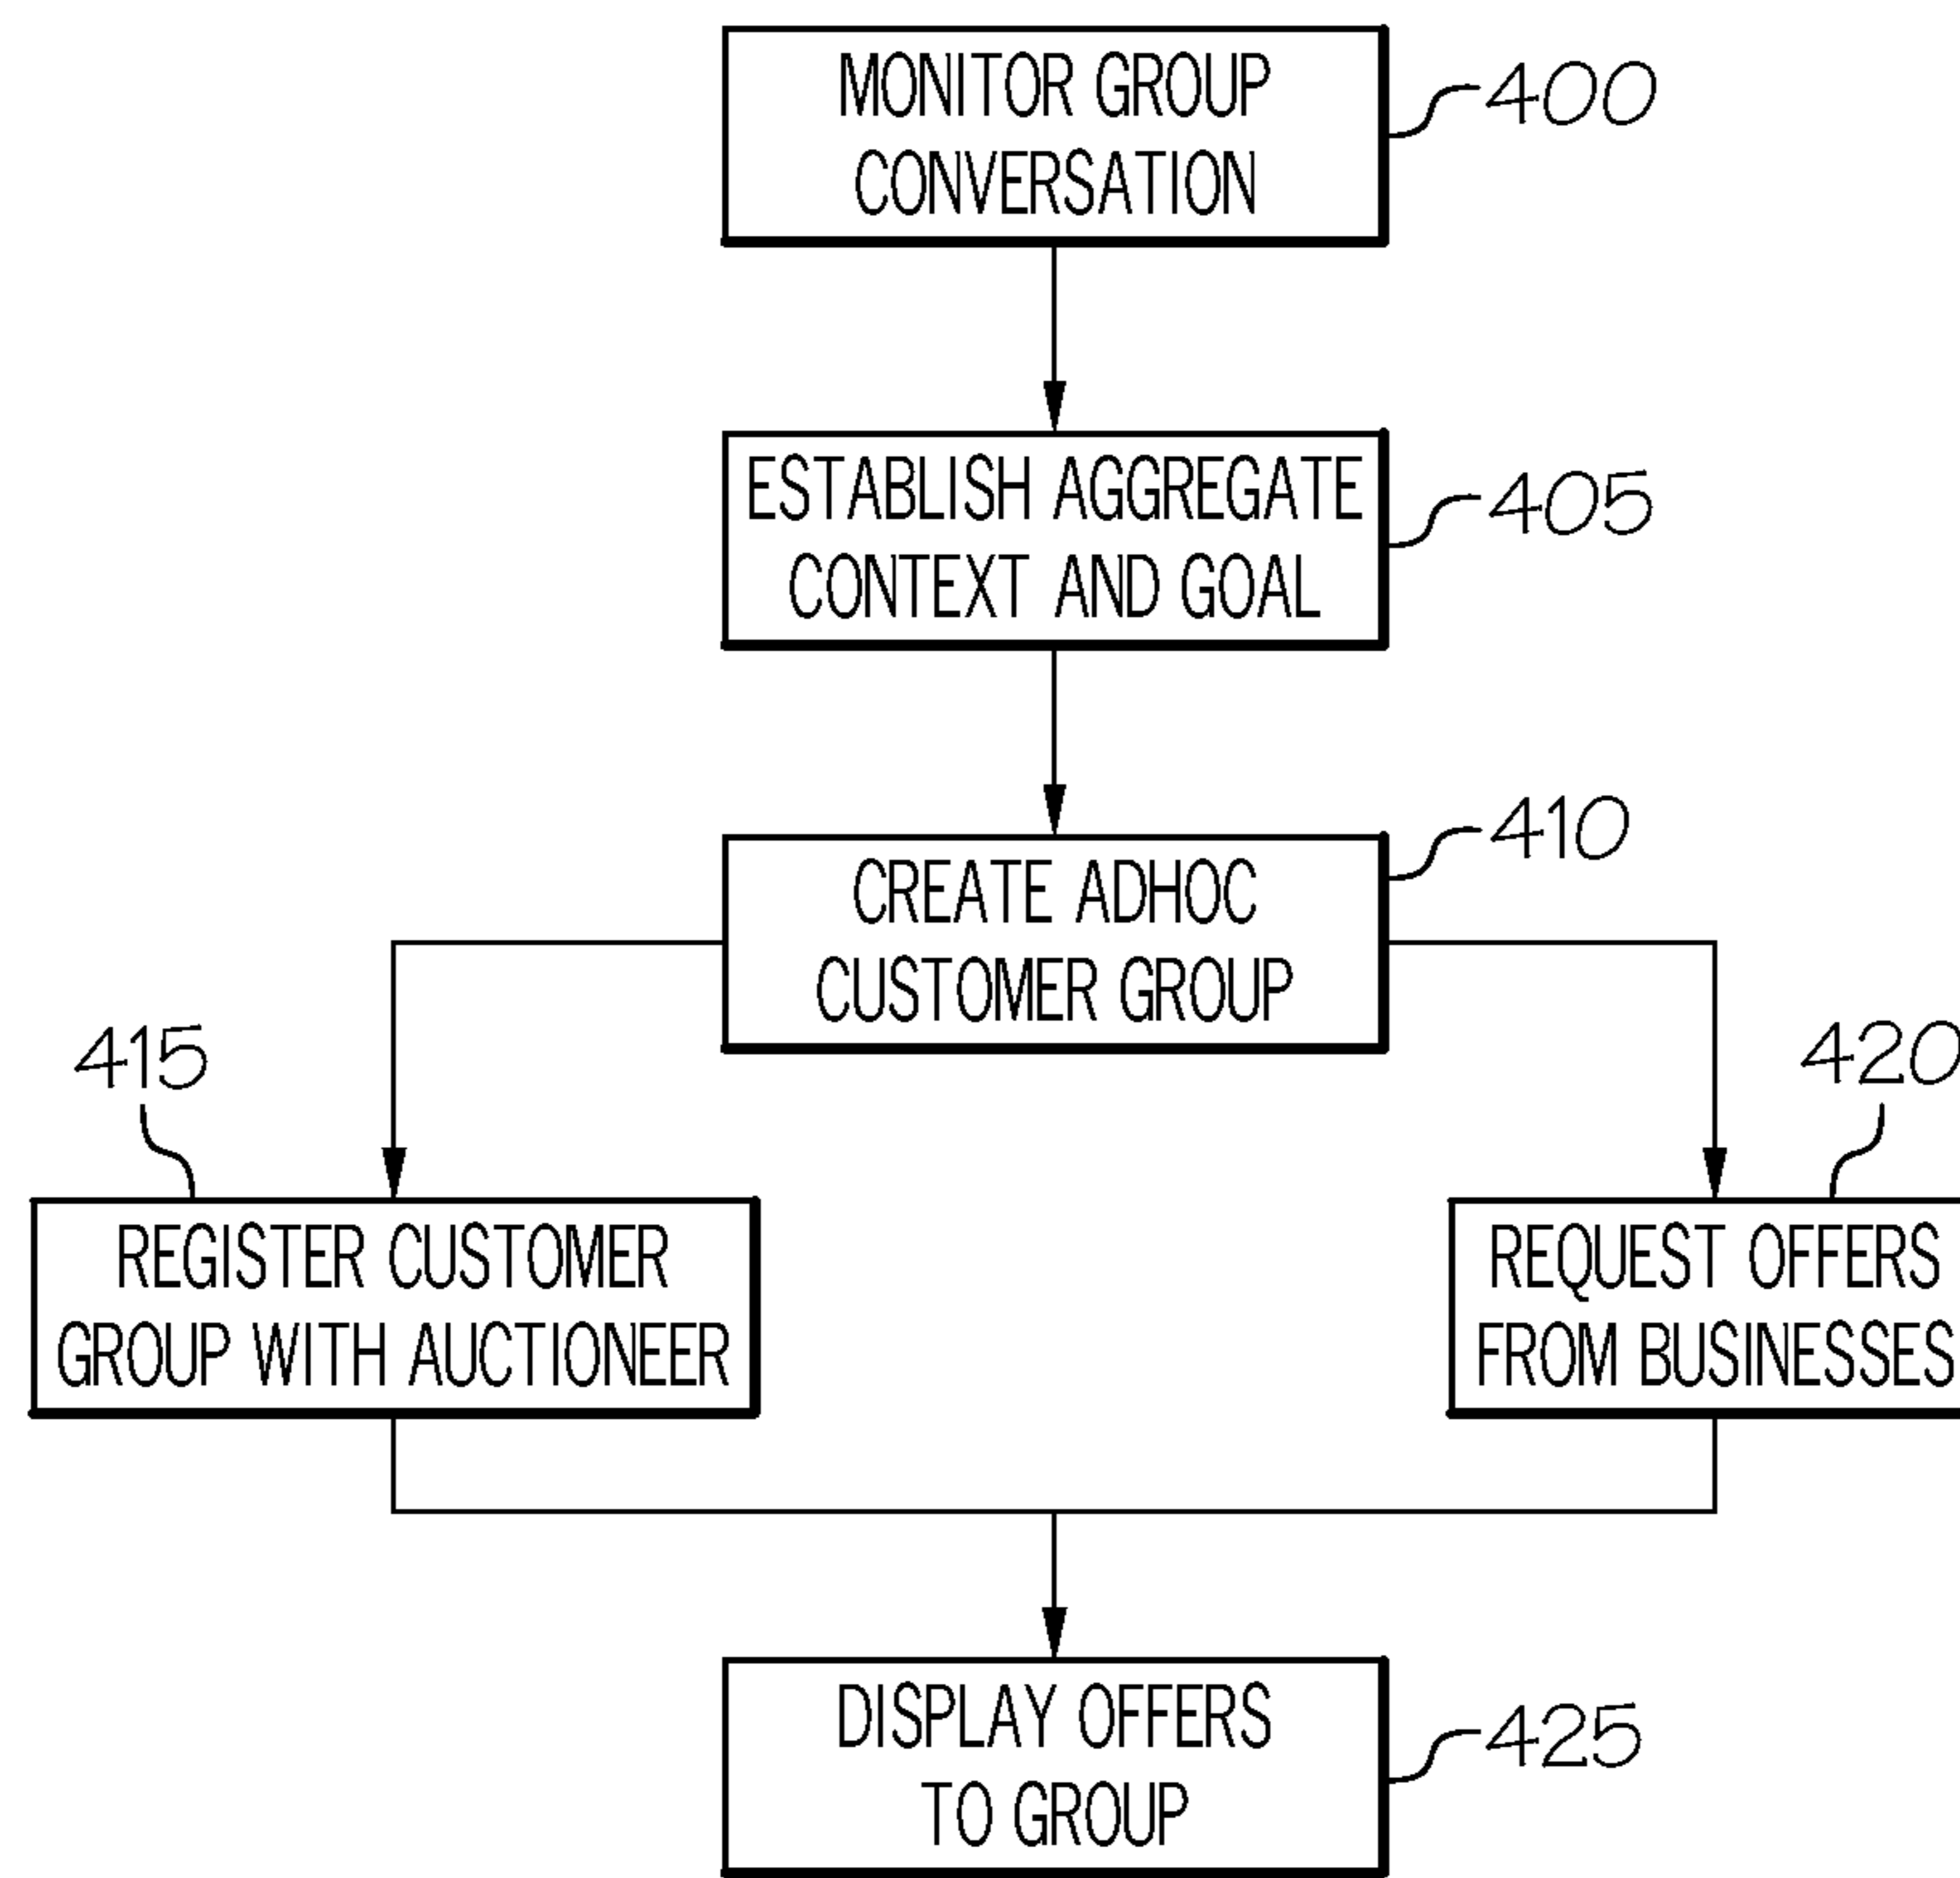 MONITOR GROUP
CONVERSATION
400
ESTABLISH AGGREGATE
CONTEXT AND GOAL
405
CREATE ADHOC
CUSTOMER GROUP
410
415
420
REGISTER CUSTOMER
GROUP WITH AUCTIONEER
REQUEST OFFERS
FROM BUSINESSES
DISPLAY OFFERS
TO GROUP
425